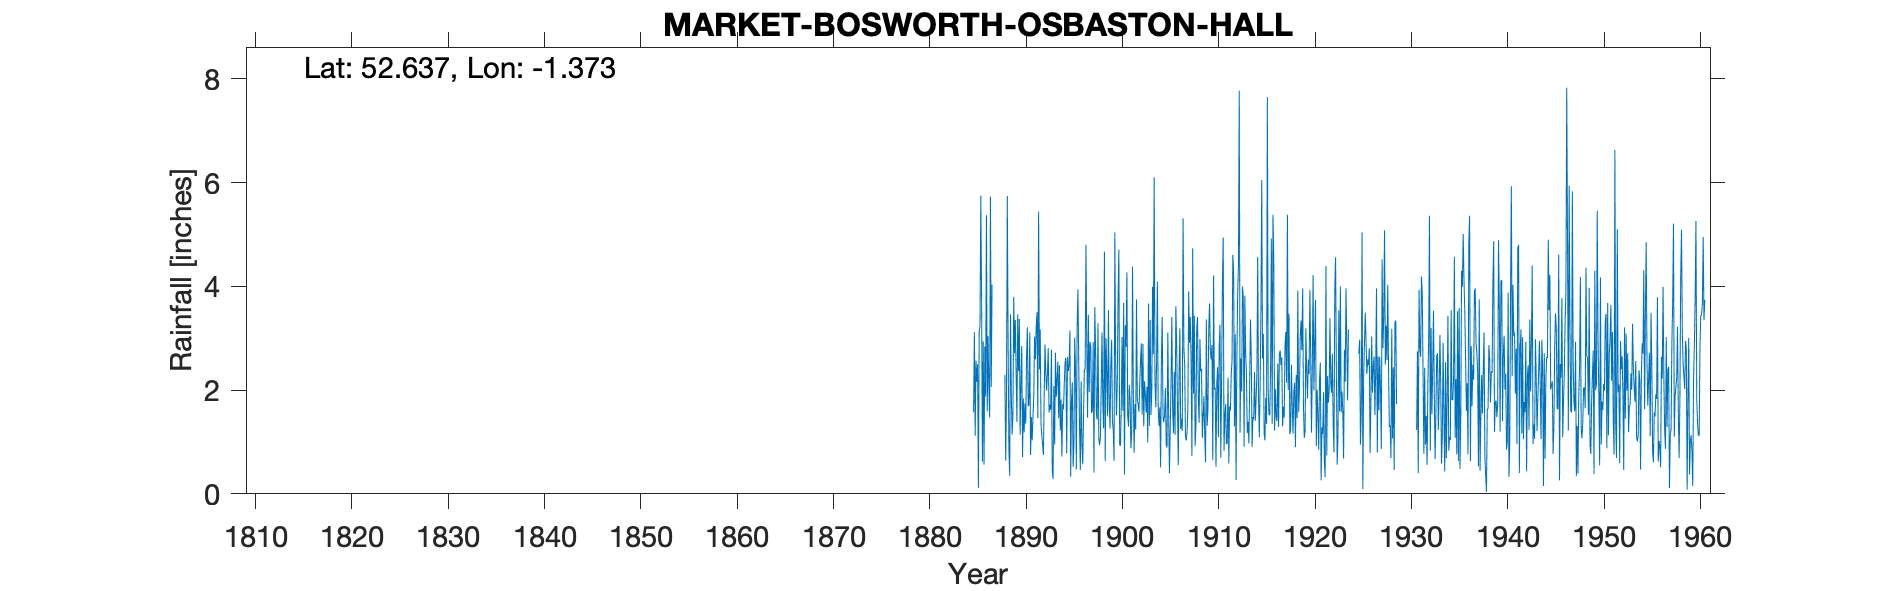 MARKET-BOSWORTH-OSBASTON-HALL
Lat: 52.637, Lon: -1.373
8
6
4
2
0
Rainfall [inches]
1810 1820 1830 1840 1850 1860 1870 1880 1890 1900 1910 1920 1930 1940 1950 1960
Year